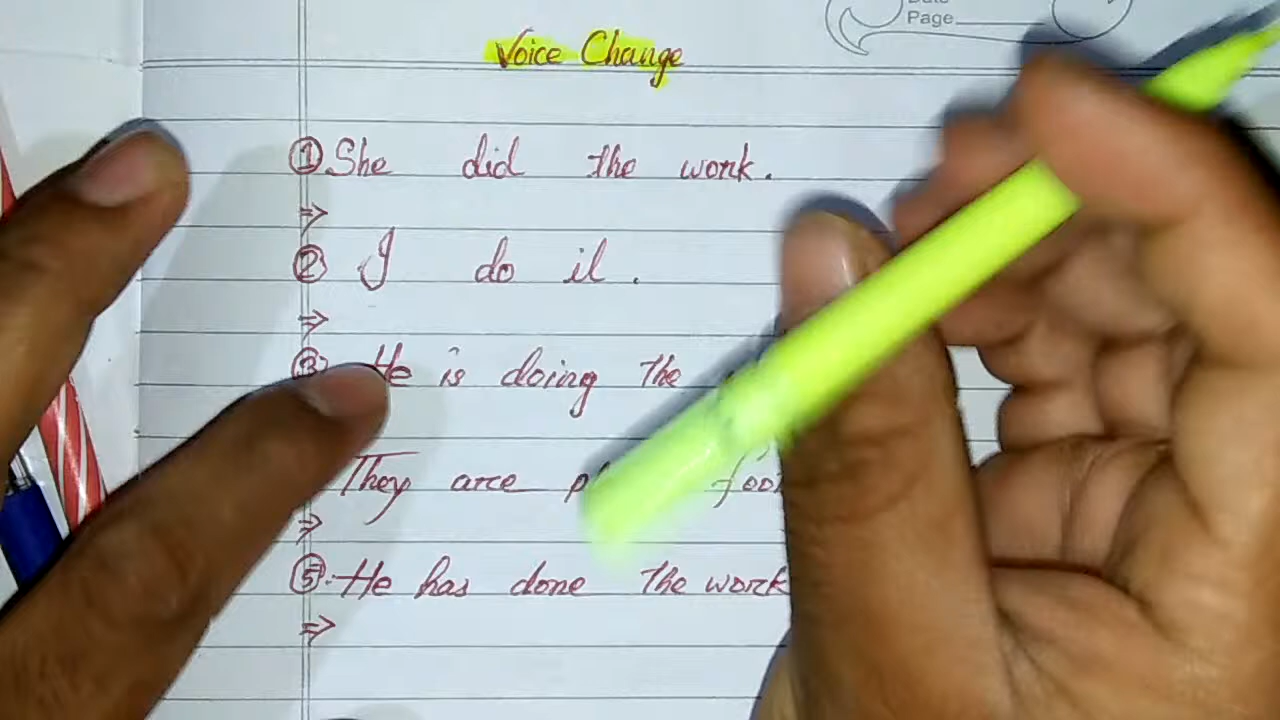 Page
Voice Change
① She did the work.
⇒
② I do it.
⇒
③ He is doing the
They are
⇒
⑤. He has done the work
⇒